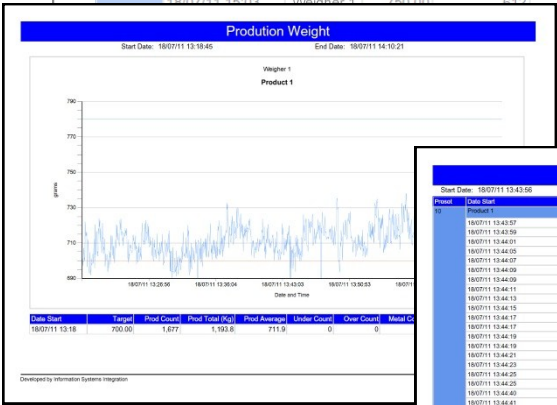 Prodution Weight
Start Date: 18/07/11 13:18:45 End Date: 18/07/11 14:10:21
Weigher 1
Product 1
790
770
750
730
710
690
grams
18/07/11 13:26:56 18/07/11 13:36:04 18/07/11 13:43:03 18/07/11 13:50:53 18/07/11
Date and Time
Date Start Target Prod Count Prod Total (Kg) Prod Average Under Count Over Count Metal Co
18/07/11 13:18 700.00 1,677 1,193.8 711.9 0 0
Developed by Information Systems Integration
Start Date: 18/07/11 13:43:56
Preset Date Start
10 Product 1
18/07/11 13:43:57
18/07/11 13:43:59
18/07/11 13:44:01
18/07/11 13:44:05
18/07/11 13:44:07
18/07/11 13:44:09
18/07/11 13:44:09
18/07/11 13:44:11
18/07/11 13:44:13
18/07/11 13:44:15
18/07/11 13:44:17
18/07/11 13:44:17
18/07/11 13:44:19
18/07/11 13:44:19
18/07/11 13:44:21
18/07/11 13:44:23
18/07/11 13:44:25
18/07/11 13:44:25
18/07/11 13:44:40
18/07/11 13:44:41